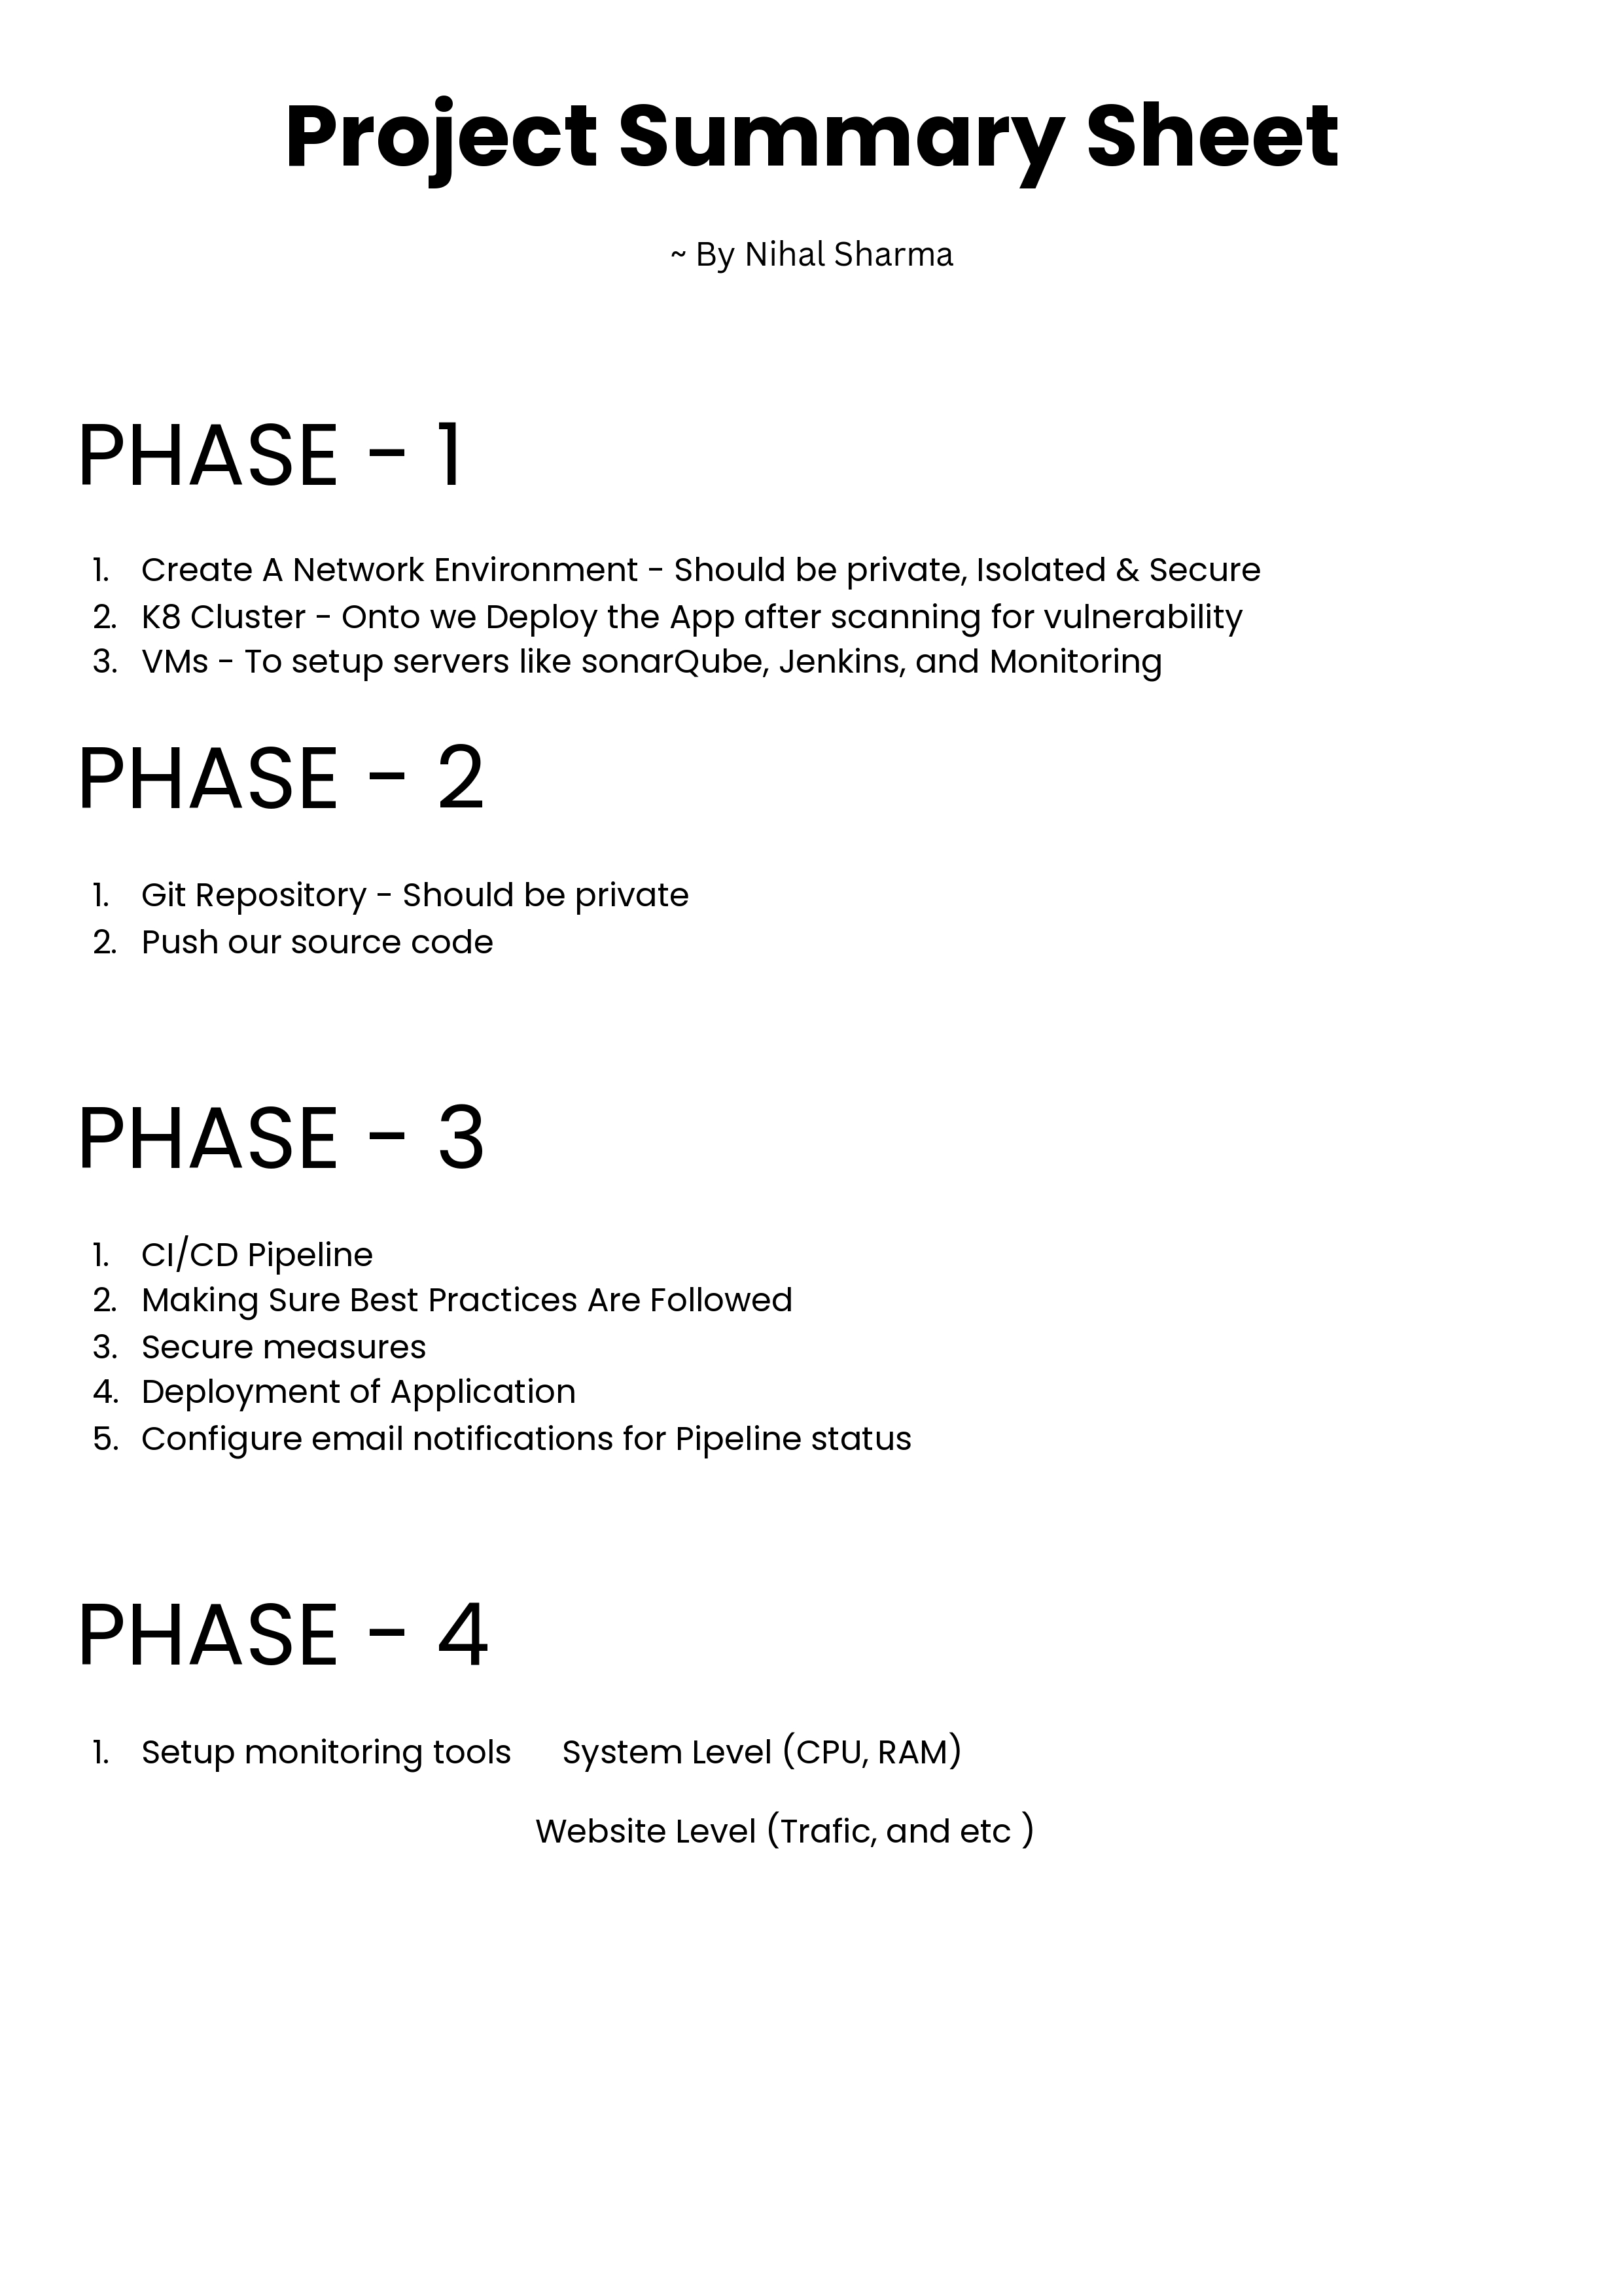 Project Summary Sheet
~ By Nihal Sharma
PHASE - 1
1. Create A Network Environment - Should be private, Isolated & Secure
2. K8 Cluster - Onto we Deploy the App after scanning for vulnerability
3. VMs - To setup servers like sonarQube, Jenkins, and Monitoring
PHASE - 2
1. Git Repository - Should be private
2. Push our source code
PHASE - 3
1. CI/CD Pipeline
2. Making Sure Best Practices Are Followed
3. Secure measures
4. Deployment of Application
5. Configure email notifications for Pipeline status
PHASE - 4
1. Setup monitoring tools System Level (CPU, RAM)
Website Level (Trafic, and etc )